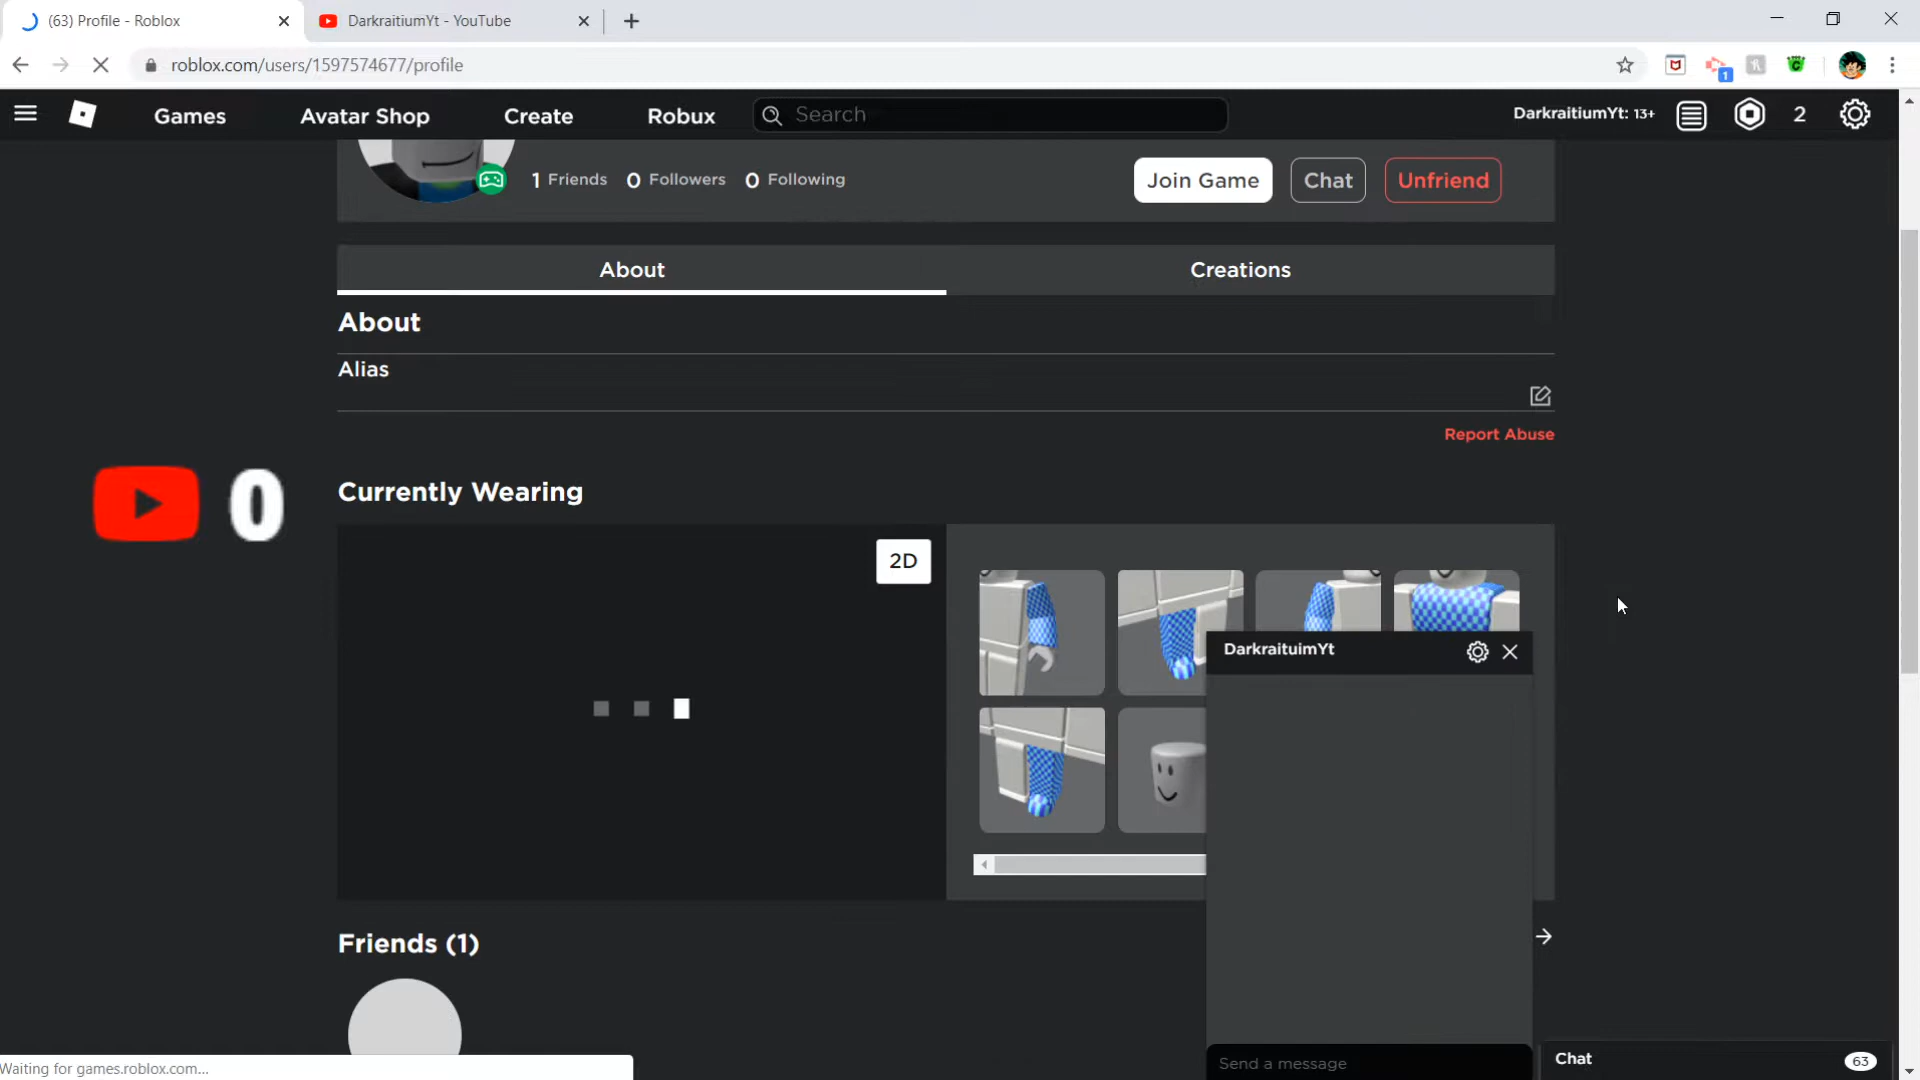 (63) Profile - Roblox
DarkraitiumYt - YouTube
roblox.com/users/1597574677/profile
1
Games
Avatar Shop
Create
Robux
Search
DarkraitiumYt: 13+
2
1 Friends
0 Followers
0 Following
Join Game
Chat
Unfriend
About
Creations
About
Alias
Report Abuse
0
Currently Wearing
2D
DarkraituimYt
Friends (1)
Send a message
Chat
63
Waiting for games.roblox.com...